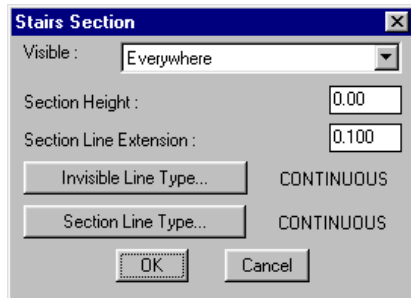 Stairs Section
Visible : Everywhere
Section Height : 0.00
Section Line Extension : 0.100
Invisible Line Type... CONTINUOUS
Section Line Type... CONTINUOUS
OK Cancel